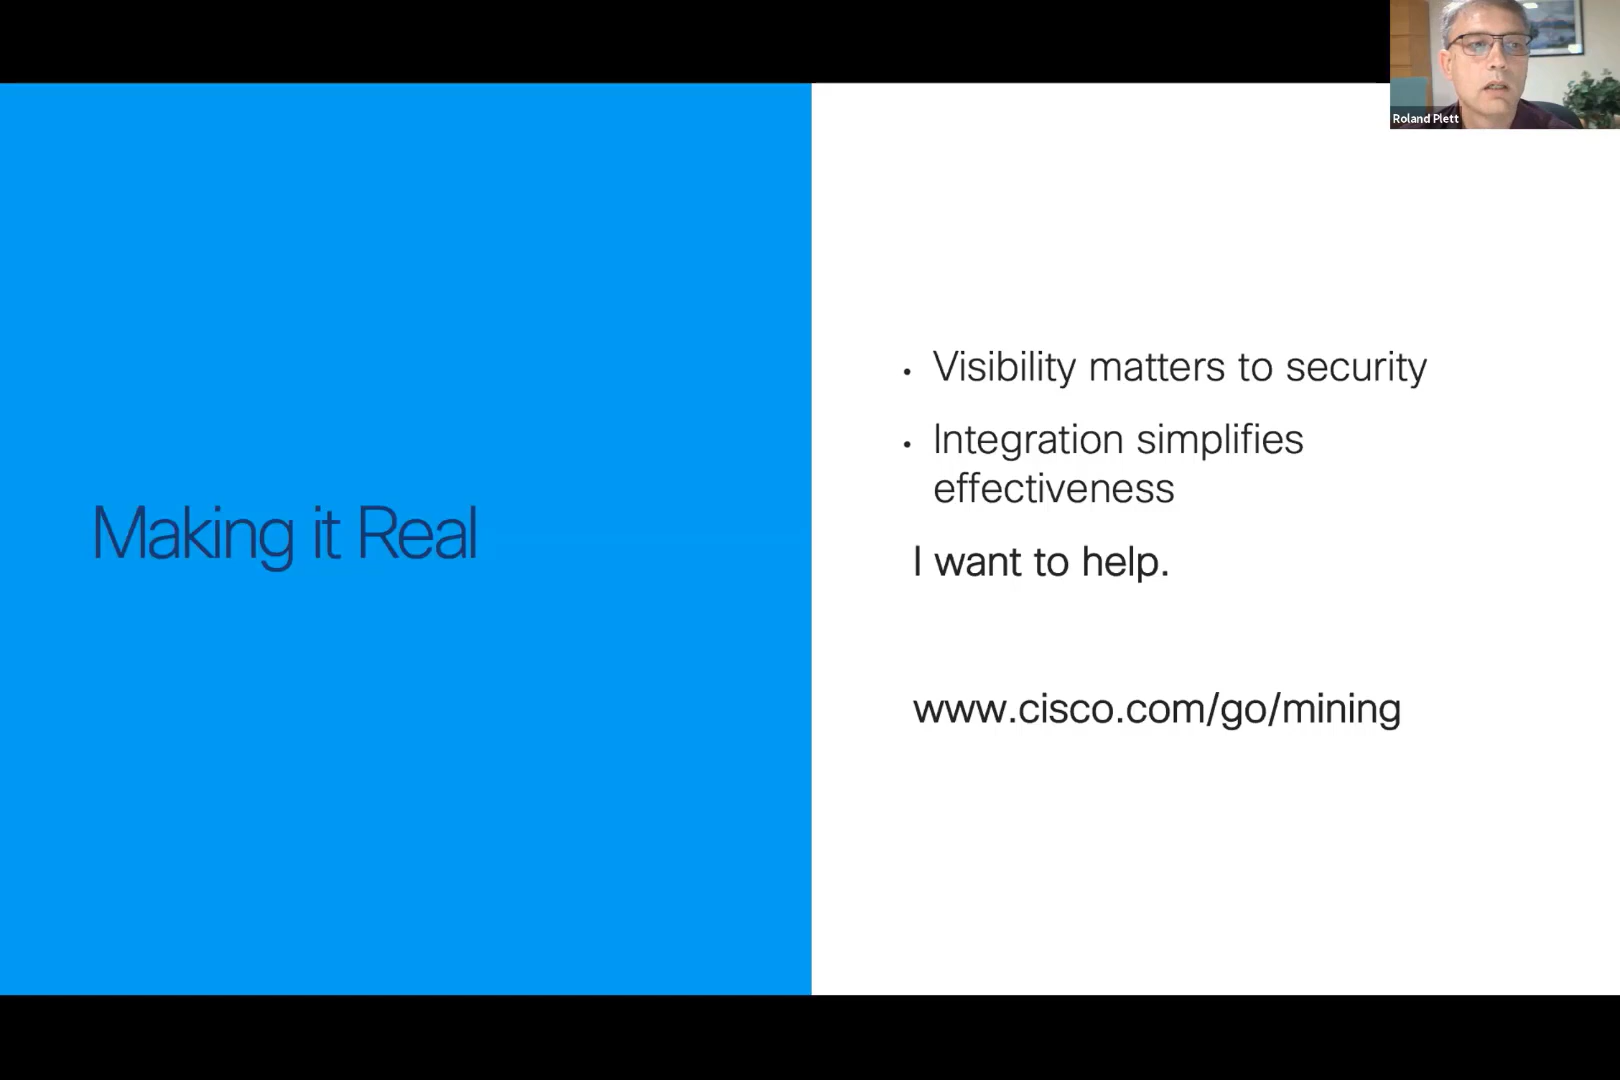 Roland Plett
Making it Real
• Visibility matters to security
• Integration simplifies
effectiveness
I want to help.
www.cisco.com/go/mining